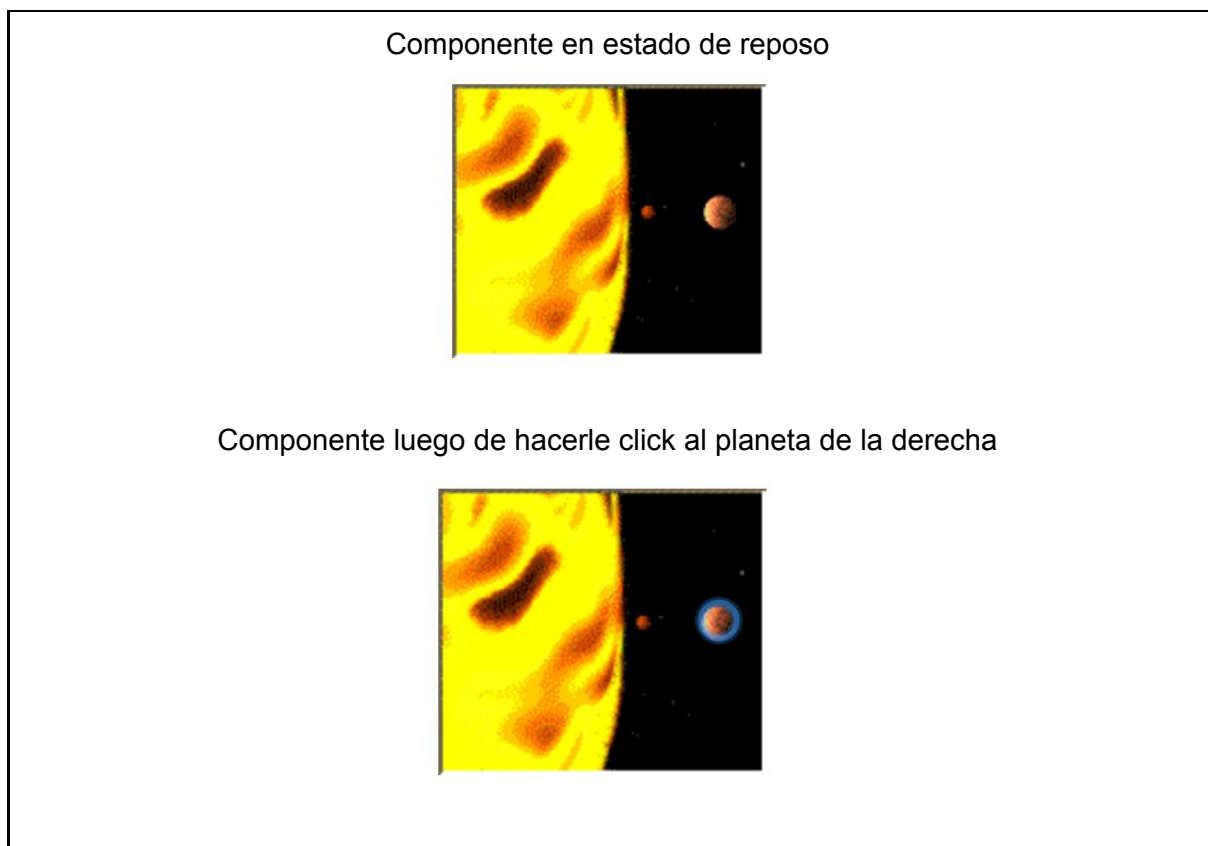 Componente en estado de reposo
Componente luego de hacerle click al planeta de la derecha